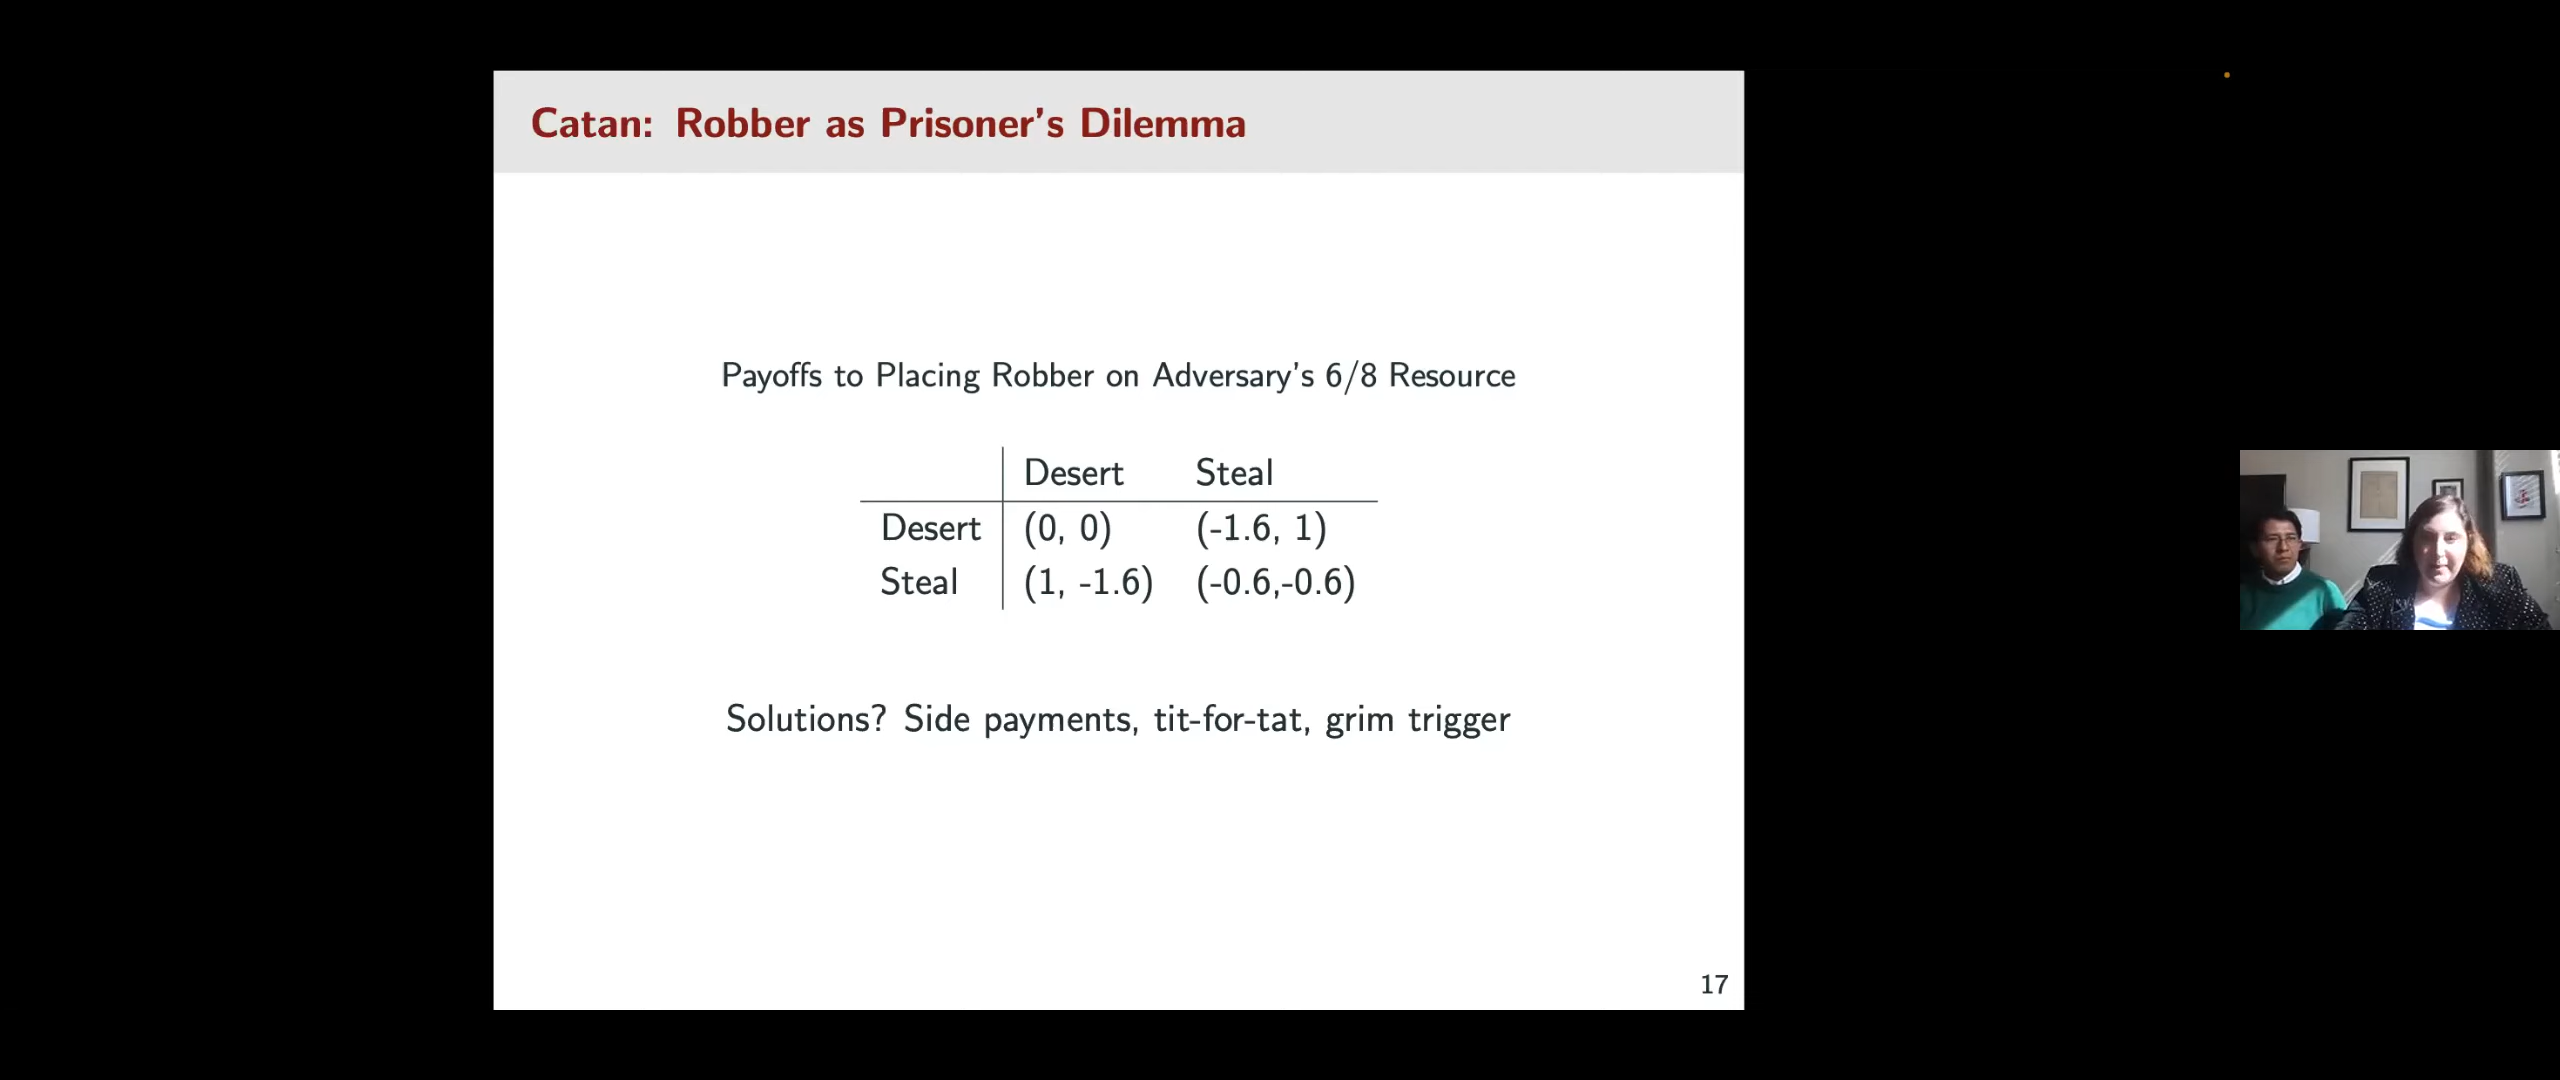 Catan: Robber as Prisoner's Dilemma
Payoffs to Placing Robber on Adversary's 6/8 Resource
Desert Steal
Desert (0, 0) (-1.6, 1)
Steal (1, -1.6) (-0.6,-0.6)
Solutions? Side payments, tit-for-tat, grim trigger
17